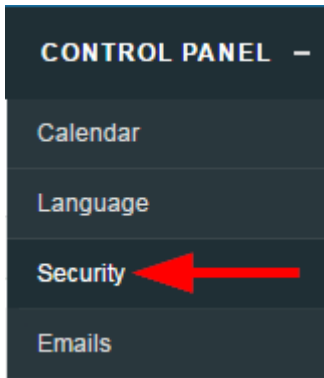 CONTROL PANEL –
Calendar
Language
Security
Emails